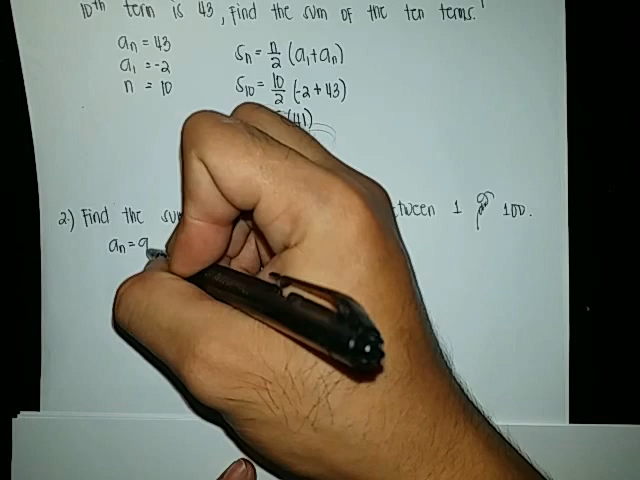 10th term is 43, find the sum of the ten terms.
an = 43
a1 = -2
n = 10
Sn = n/2 (a1+an)
S10 = 10/2 (-2 + 43)
(41)
2.) Find the between 1 100.
an = a